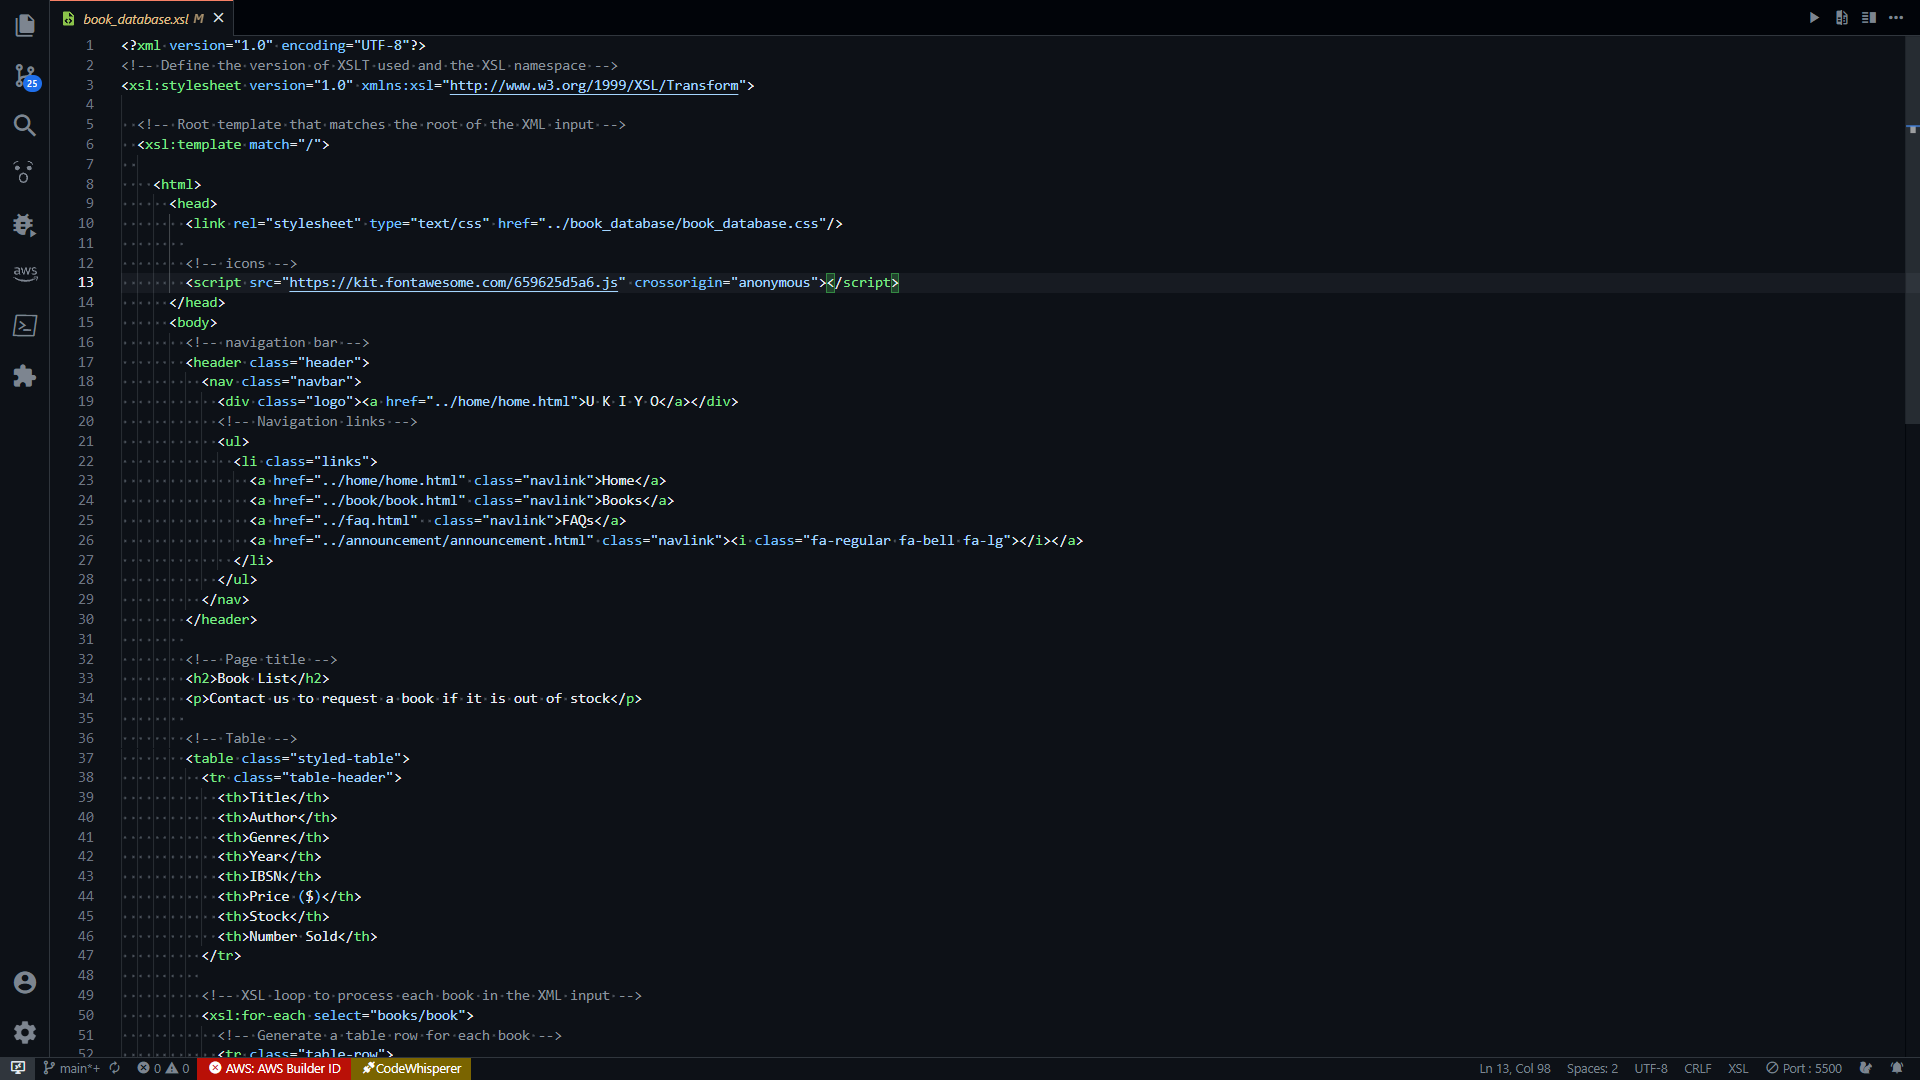 book_database.xsl M
1 <?xml version="1.0" encoding="UTF-8"?>
2 <!-- Define the version of XSLT used and the XSL namespace -->
3 <xsl:stylesheet version="1.0" xmlns:xsl="http://www.w3.org/1999/XSL/Transform">
4
5 <!-- Root template that matches the root of the XML input -->
6 <xsl:template match="/">
7
8 <html>
9 <head>
10 <link rel="stylesheet" type="text/css" href="../book_database/book_database.css"/>
11
12 <!-- icons -->
13 <script src="https://kit.fontawesome.com/659625d5a6.js" crossorigin="anonymous"></script>
14 </head>
15 <body>
16 <!-- navigation bar -->
17 <header class="header">
18 <nav class="navbar">
19 <div class="logo"><a href="../home/home.html">U K I Y O</a></div>
20 <!-- Navigation links -->
21 <ul>
22 <li class="links">
23 <a href="../home/home.html" class="navlink">Home</a>
24 <a href="../book/book.html" class="navlink">Books</a>
25 <a href="../faq.html"  class="navlink">FAQs</a>
26 <a href="../announcement/announcement.html" class="navlink"><i class="fa-regular fa-bell fa-lg"></i></a>
27 </li>
28 </ul>
29 </nav>
30 </header>
31
32 <!-- Page title -->
33 <h2>Book List</h2>
34 <p>Contact us to request a book if it is out of stock</p>
35
36 <!-- Table -->
37 <table class="styled-table">
38 <tr class="table-header">
39 <th>Title</th>
40 <th>Author</th>
41 <th>Genre</th>
42 <th>Year</th>
43 <th>IBSN</th>
44 <th>Price ($)</th>
45 <th>Stock</th>
46 <th>Number Sold</th>
47 </tr>
48
49 <!-- XSL loop to process each book in the XML input -->
50 <xsl:for-each select="books/book">
51 <!-- Generate a table row for each book -->
52 <tr class="table-row">
25
aws
main*+ 0 0 AWS: AWS Builder ID CodeWhisperer Ln 13, Col 98 Spaces: 2 UTF-8 CRLF XSL Port : 5500